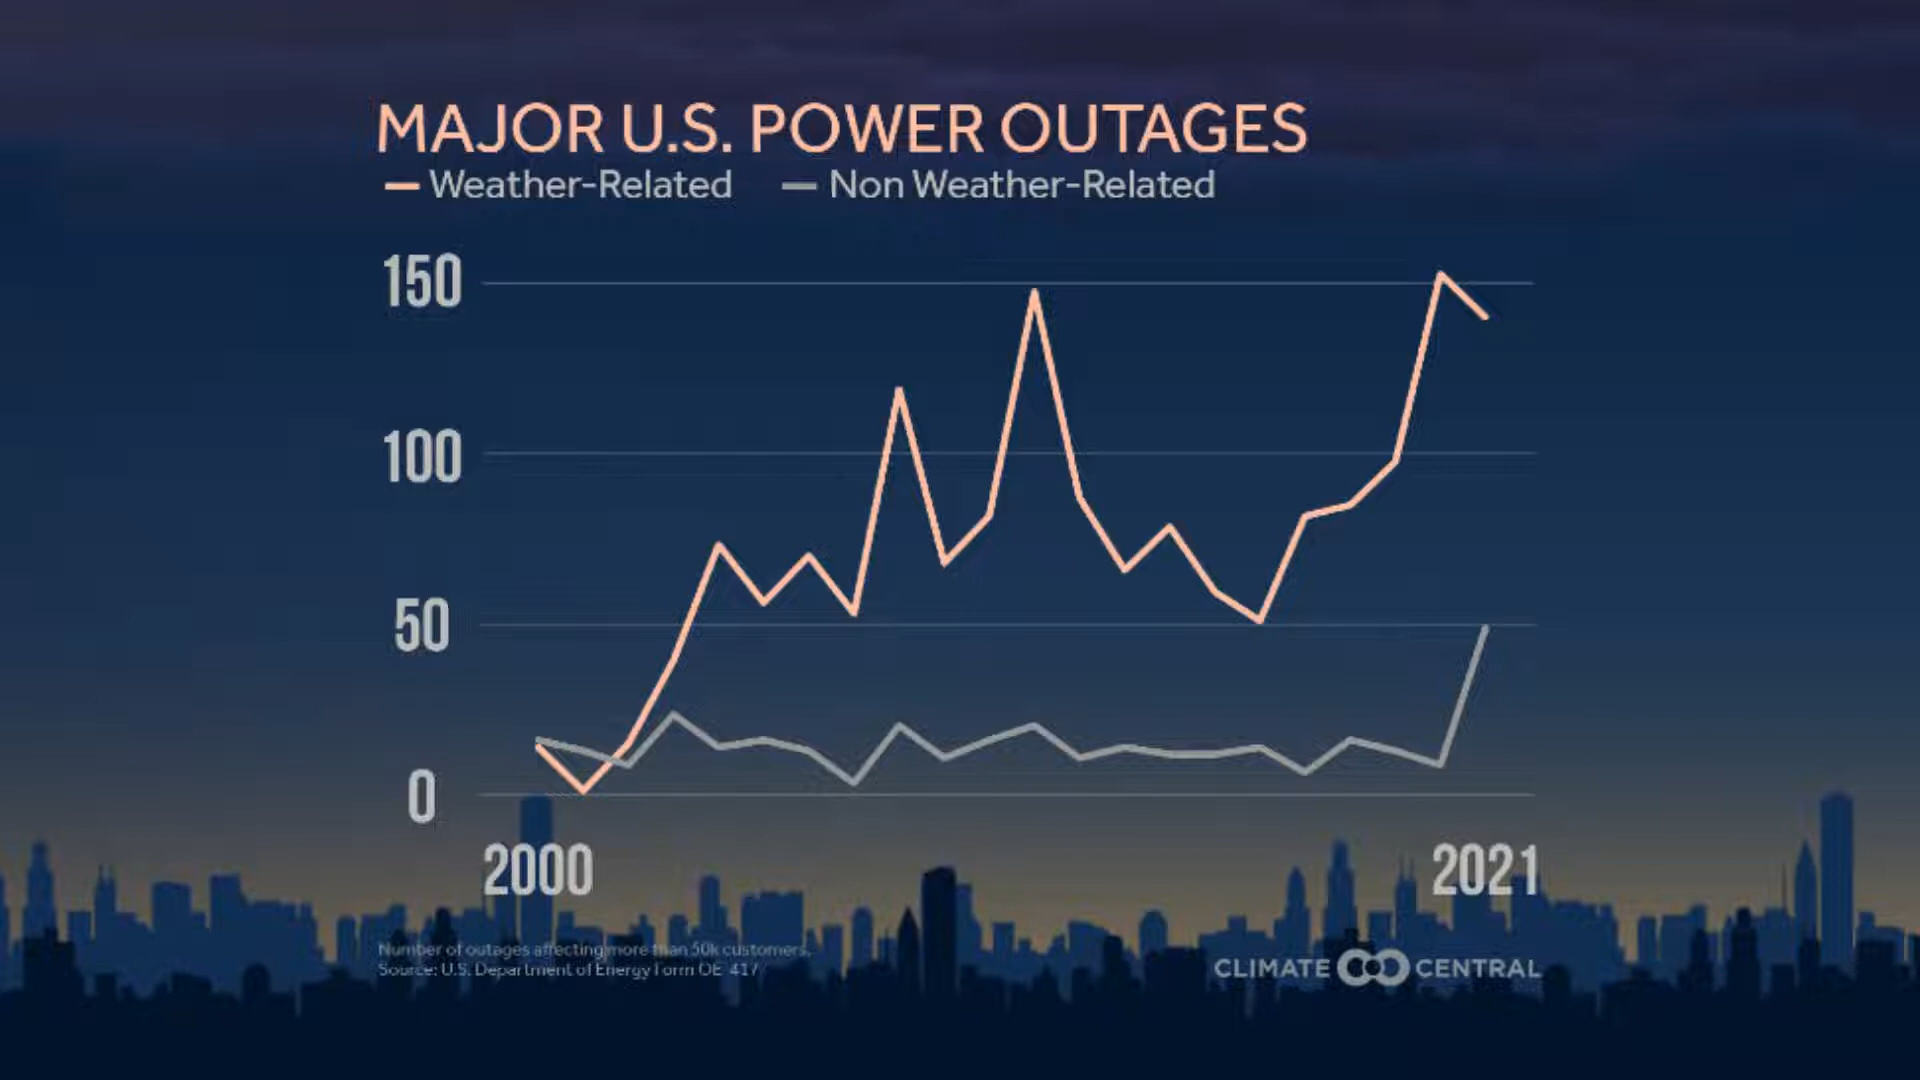 MAJOR U.S. POWER OUTAGES
Weather-Related Non Weather-Related
150
100
50
0
2000 2021
Number of outages affecting more than 50k customers.
Source: U.S. Department of Energy Form OE-417
CLIMATE CENTRAL